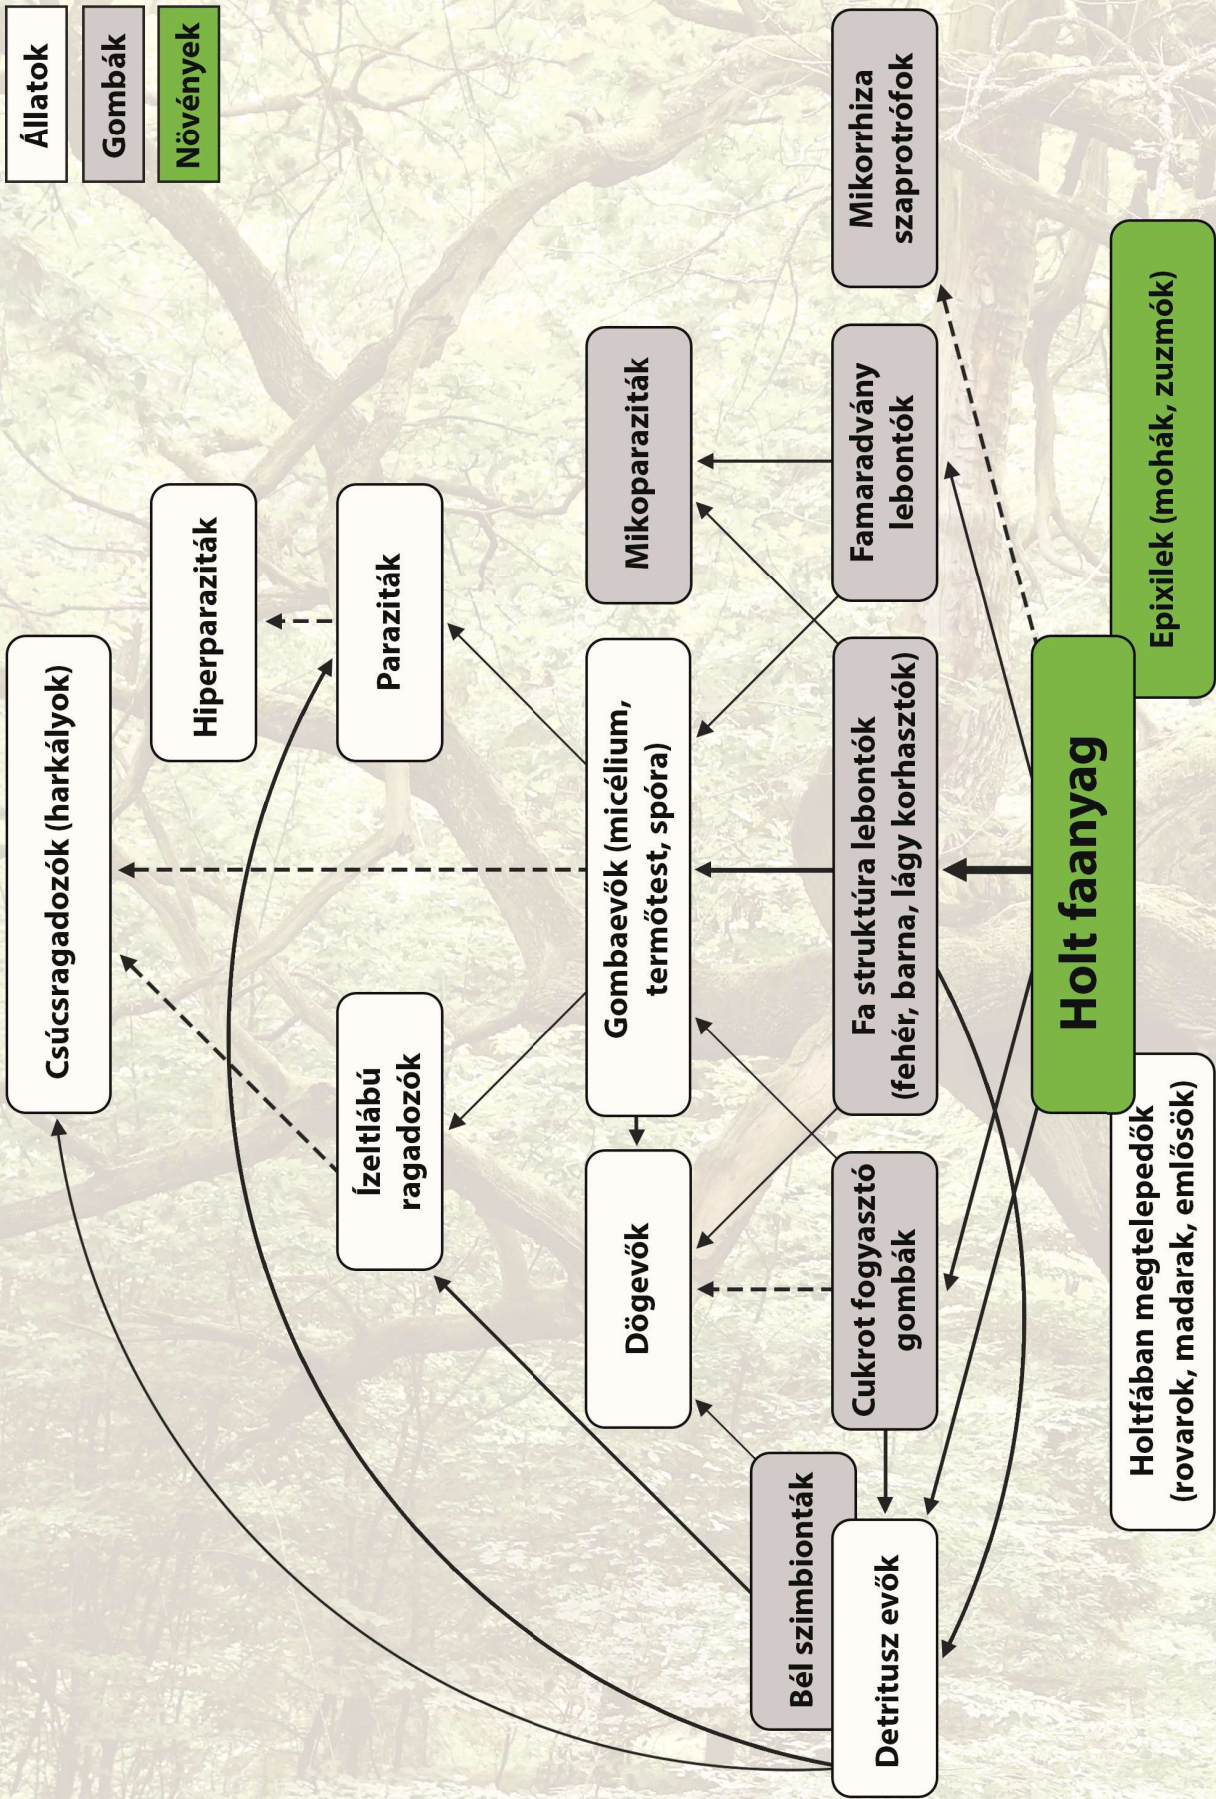 Állatok
Gombák
Növények
Csúcsragadozók (harkályok)
Hiperparaziták
Ízeltlábú
ragadozók
Paraziták
Dögevők
Gombaevők (micélium,
termőtest, spóra)
Mikoparaziták
Bél szimbionták
Detritusz evők
Cukrot fogyasztó
gombák
Fa struktúra lebontók
(fehér, barna, lágy korhasztók)
Famaradvány
lebontók
Mikorrhiza
szaprotrófok
Holt faanyag
Holtfában megtelepedők
(rovarok, madarak, emlősök)
Epixilek (mohák, zuzmók)